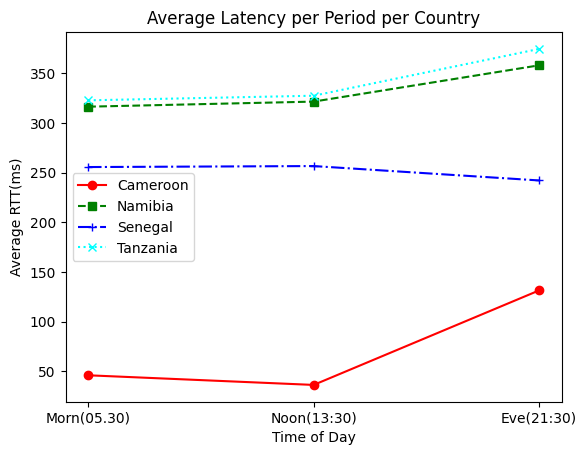 Average Latency per Period per Country
350
300
250
200
150
100
50
Average RTT(ms)
Cameroon
Namibia
Senegal
Tanzania
Morn(05.30)
Noon(13:30)
Eve(21:30)
Time of Day